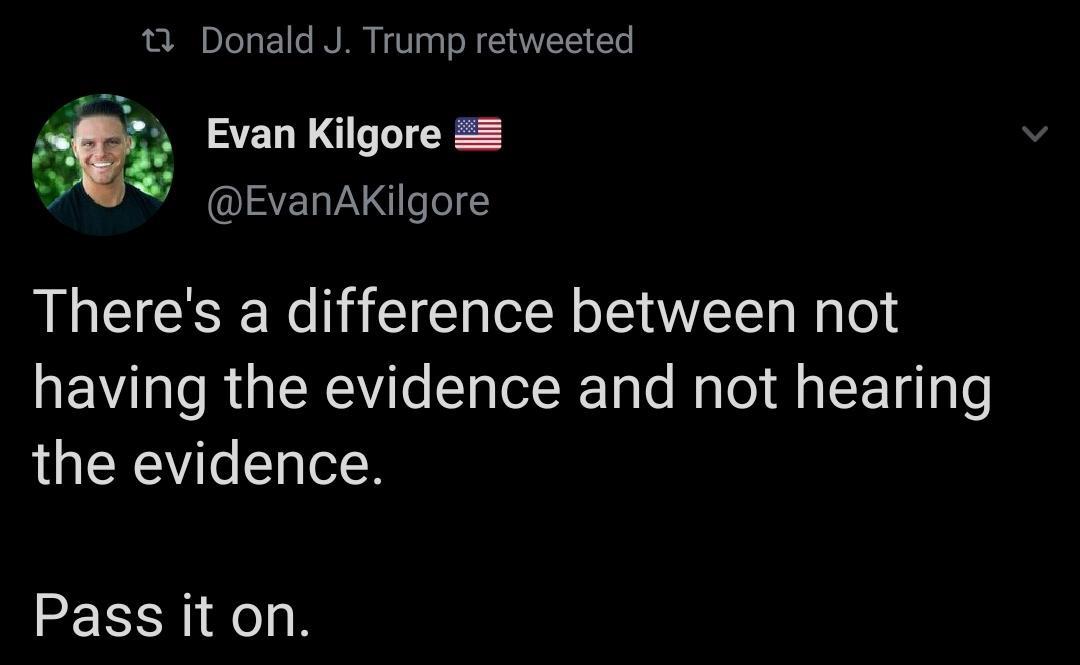 Donald J. Trump retweeted
Evan Kilgore 🇺🇸
@EvanAKilgore
There's a difference between not
having the evidence and not hearing
the evidence.
Pass it on.